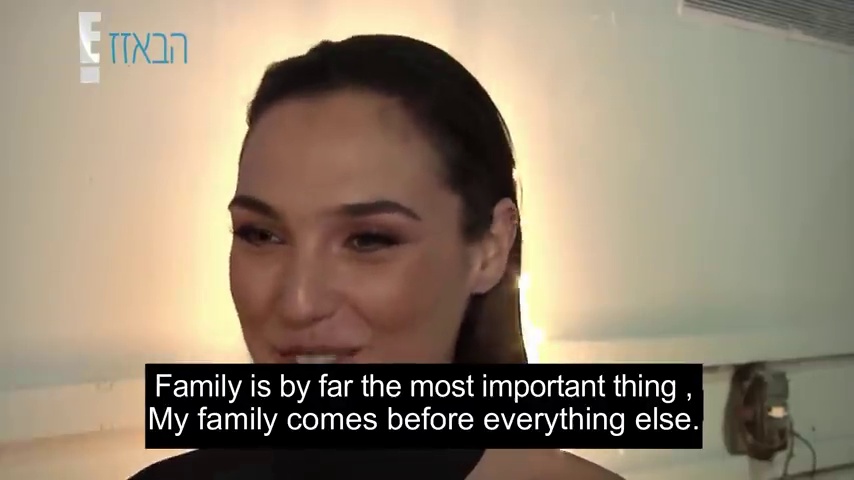 E!
הבאזז
Family is by far the most important thing ,
My family comes before everything else.